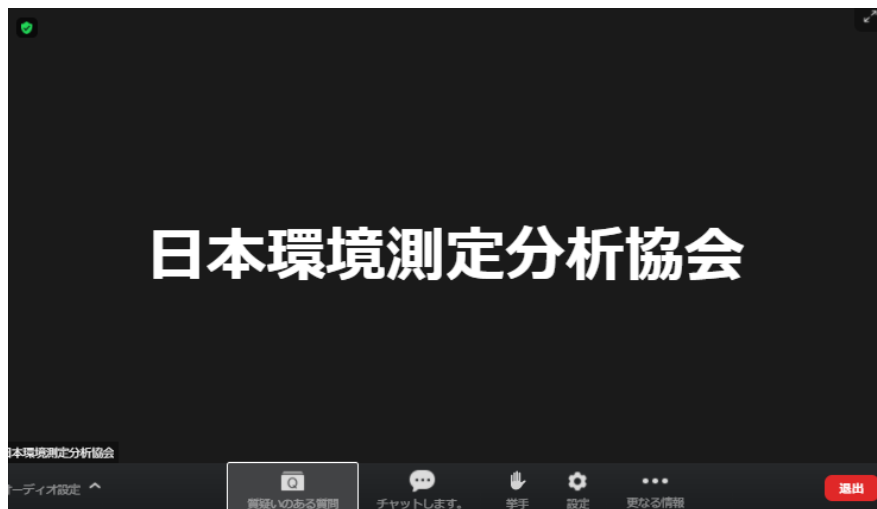 日本環境測定分析協会
日本環境測定分析協会
オーディオ設定
Q
質疑いのある質問
チャットします。
挙手
設定
更なる情報
退出